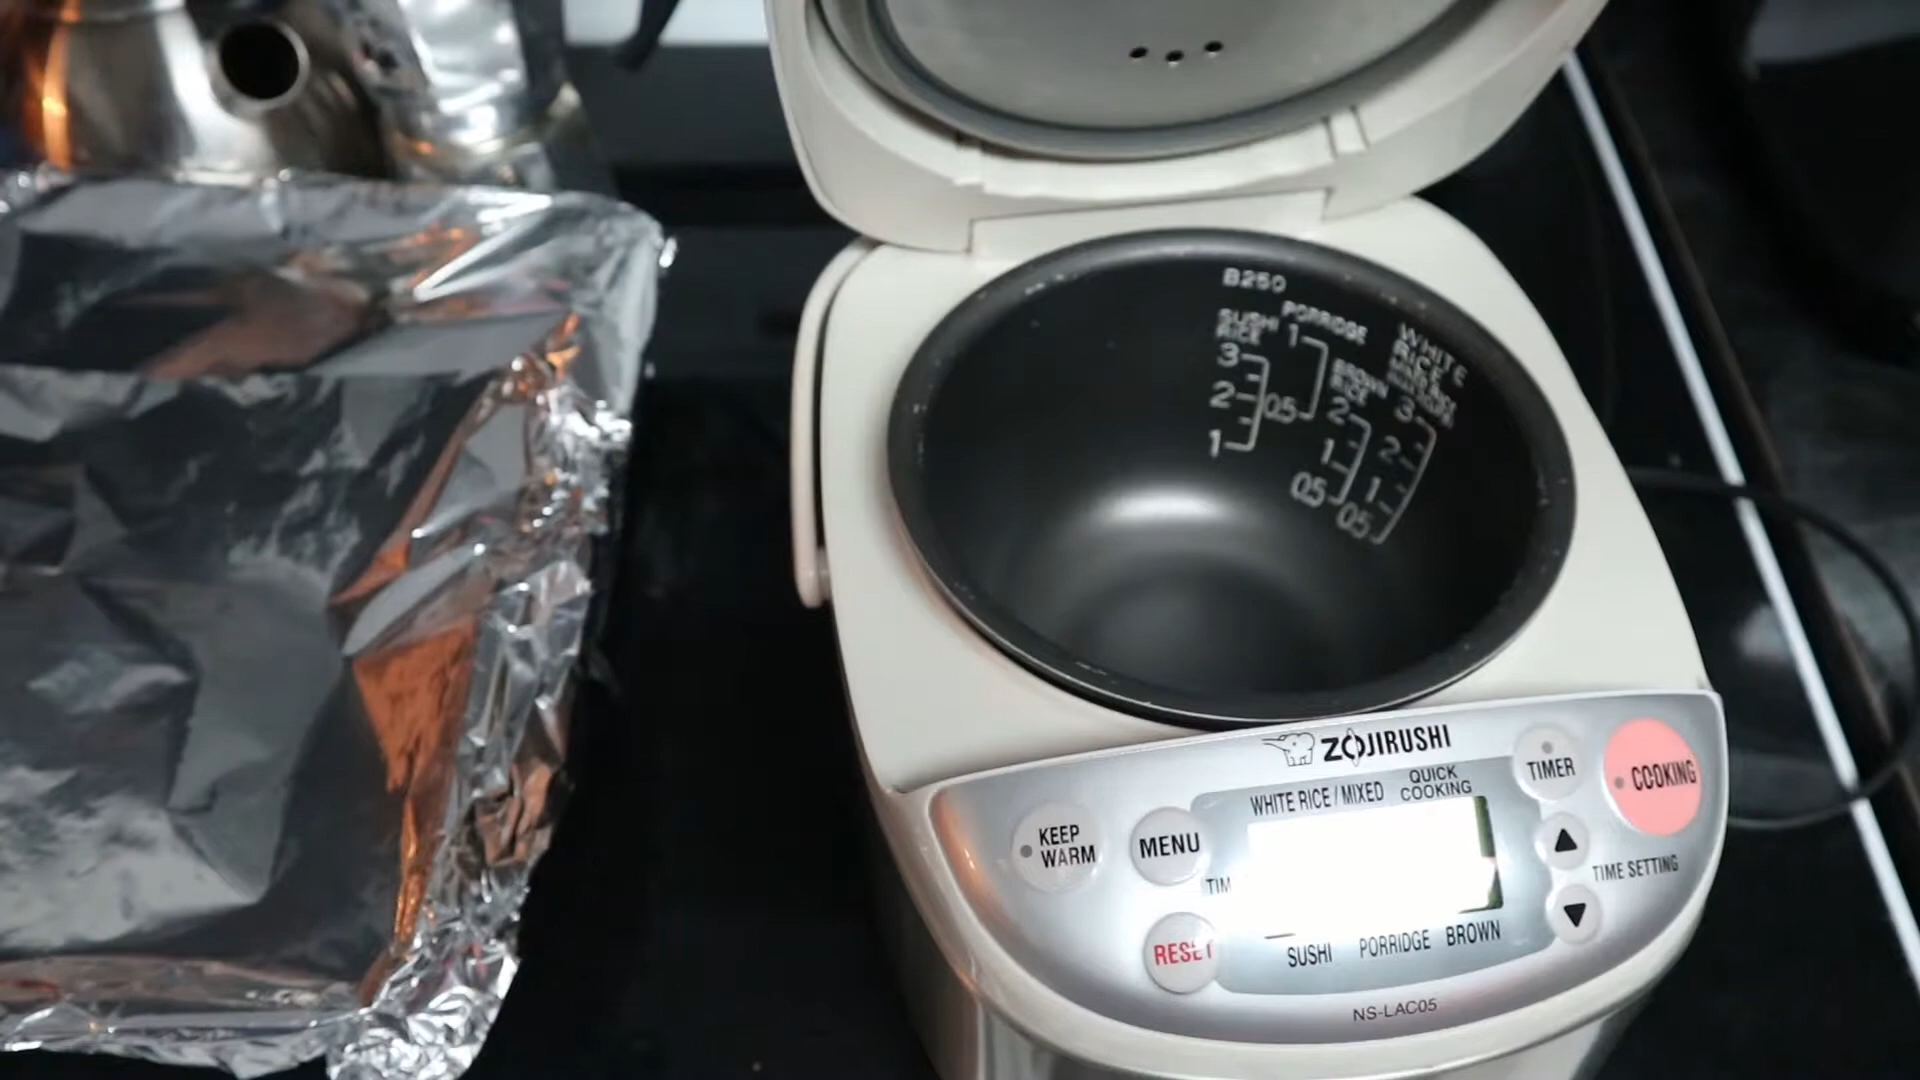 B250
SUSHI
RICE
3
2
1
PORRIDGE
1
0.5
BROWN
RICE
2
1
0.5
WHITE
RICE
3
2
1
0.5
ZOJIRUSHI
WHITE RICE / MIXED
QUICK
COOKING
TIMER
COOKING
KEEP
WARM
MENU
TIM
TIME SETTING
RESET
SUSHI
PORRIDGE
BROWN
NS-LAC05